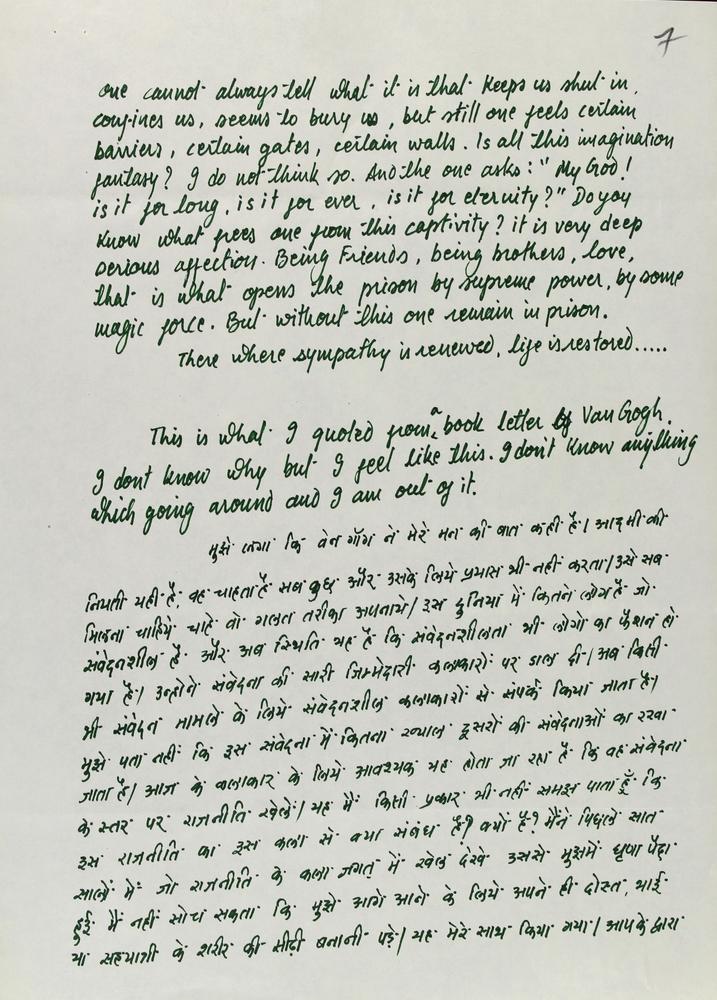 7
one cannot always tell what it is that keeps us shut in,
confines us, seems to bury us, but still one feels certain
barriers, certain gates, certain walls. Is all this imagination
fantasy? I do not think so. And the one asks: "My God!
is it for long, is it for ever, is it for eternity?" Do you
know what frees one from this captivity? it is very deep
serious affection. Being Friends, being brothers, love,
that is what opens the prison by supreme power, by some
magic force. But without this one remain in prison.
There where sympathy is renewed, life is restored.....
This is what I quoted from a book letter of Van Gogh.
I dont know why but I feel like this. I don't know anything
which going around and I am out of it.
मुझे लगा कि वेन गॉग ने मेरे मन की बात कही है। आदमी की
नियती यही है, वह चाहता है सब कुछ और उसके लिये प्रयास भी नहीं करता। उसे सब
मिलना चाहिये चाहे वो गलत तरीका अपनाये। इस दुनिया में कितने लोग है जो
संवेदनशील है और अब स्थिति यह है कि संवेदनशीलता भी लोगो का फैशन हो
गया है। उन्होंने संवेदना की सारी जिम्मेदारी कलाकारों पर डाल दी। अब किसी
भी संवेदन मामले के लिये संवेदनशील कलाकारों से संपर्क किया जाता है।
मुझे पता नहीं कि इस संवेदना में कितना ख्याल दूसरों की संवेदनाओं का रखा
जाता है। आज के कलाकार के लिये आवश्यक यह होता जा रहा है कि वह संवेदना
के स्तर पर राजनीति खेले। यह मैं किसी प्रकार भी नहीं समझ पाता हूँ कि
इस राजनीति का इस कला से क्या संबंध है? क्यों है? मैंने पिछले सात
सालों में जो राजनीति के कला जगत् में खेल देखे उससे मुझमें घृणा पैदा
हुई मैं नहीं सोच सकता कि मुझे आगे आने के लिये अपने ही दोस्त, भाई
या सहयात्री के शरीर की सीढ़ी बनानी पड़े। यह मेरे साथ किया गया। आपके द्वारा